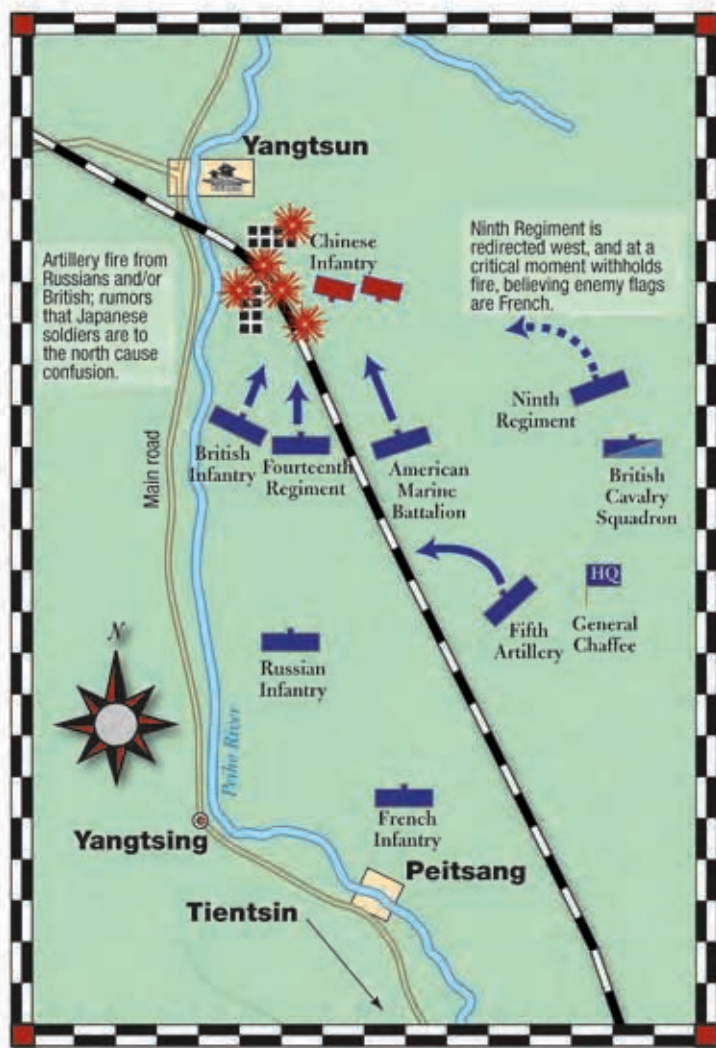 Yangtsun
Artillery fire from
Russians and/or
British; rumors
that Japanese
soldiers are to
the north cause
confusion.
Chinese
Infantry
Ninth Regiment is
redirected west, and at a
critical moment withholds
fire, believing enemy flags
are French.
Ninth
Regiment
British
Cavalry
Squadron
British
Infantry
Fourteenth
Regiment
American
Marine
Battalion
Main road
HQ
General
Chaffee
Fifth
Artillery
Russian
Infantry
N
Peiho River
French
Infantry
Yangtsing
Peitsang
Tientsin